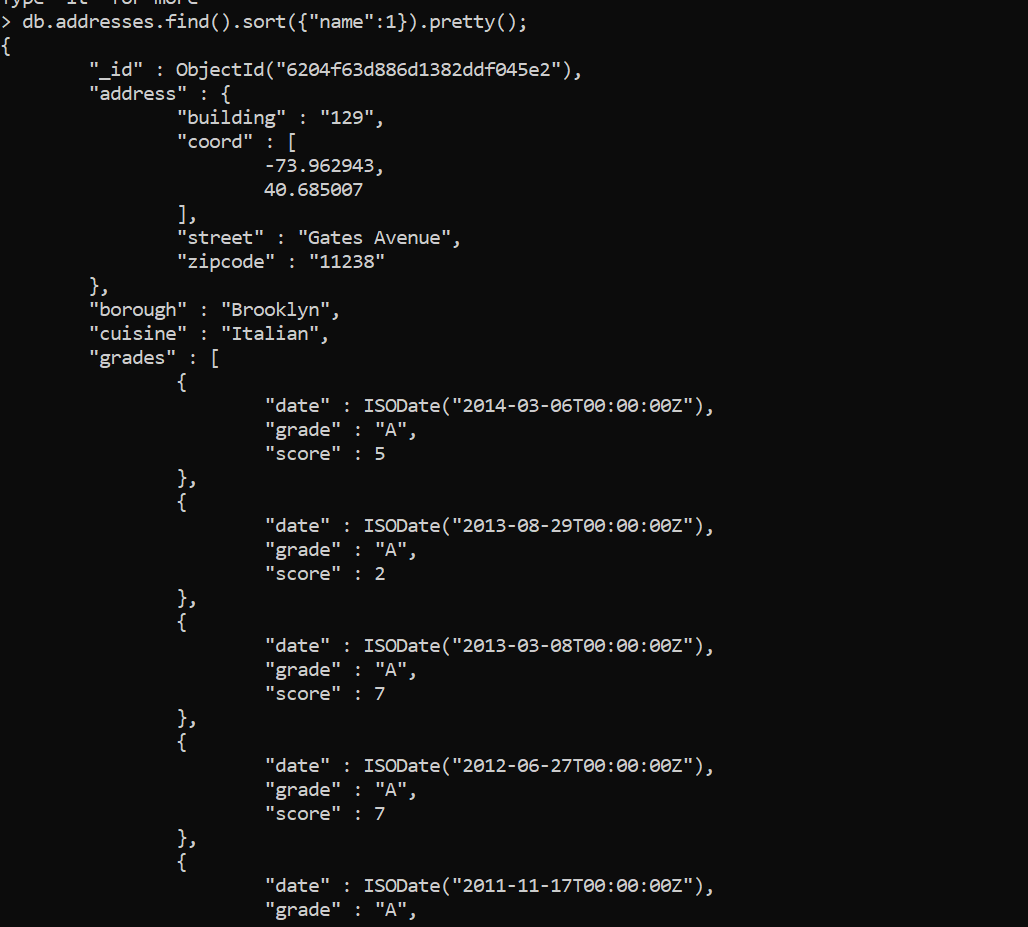 Type "it" for more
> db.addresses.find().sort({"name":1}).pretty();
{
        "_id" : ObjectId("6204f63d886d1382ddf045e2"),
        "address" : {
                "building" : "129",
                "coord" : [
                        -73.962943,
                        40.685007
                ],
                "street" : "Gates Avenue",
                "zipcode" : "11238"
        },
        "borough" : "Brooklyn",
        "cuisine" : "Italian",
        "grades" : [
                {
                        "date" : ISODate("2014-03-06T00:00:00Z"),
                        "grade" : "A",
                        "score" : 5
                },
                {
                        "date" : ISODate("2013-08-29T00:00:00Z"),
                        "grade" : "A",
                        "score" : 2
                },
                {
                        "date" : ISODate("2013-03-08T00:00:00Z"),
                        "grade" : "A",
                        "score" : 7
                },
                {
                        "date" : ISODate("2012-06-27T00:00:00Z"),
                        "grade" : "A",
                        "score" : 7
                },
                {
                        "date" : ISODate("2011-11-17T00:00:00Z"),
                        "grade" : "A",